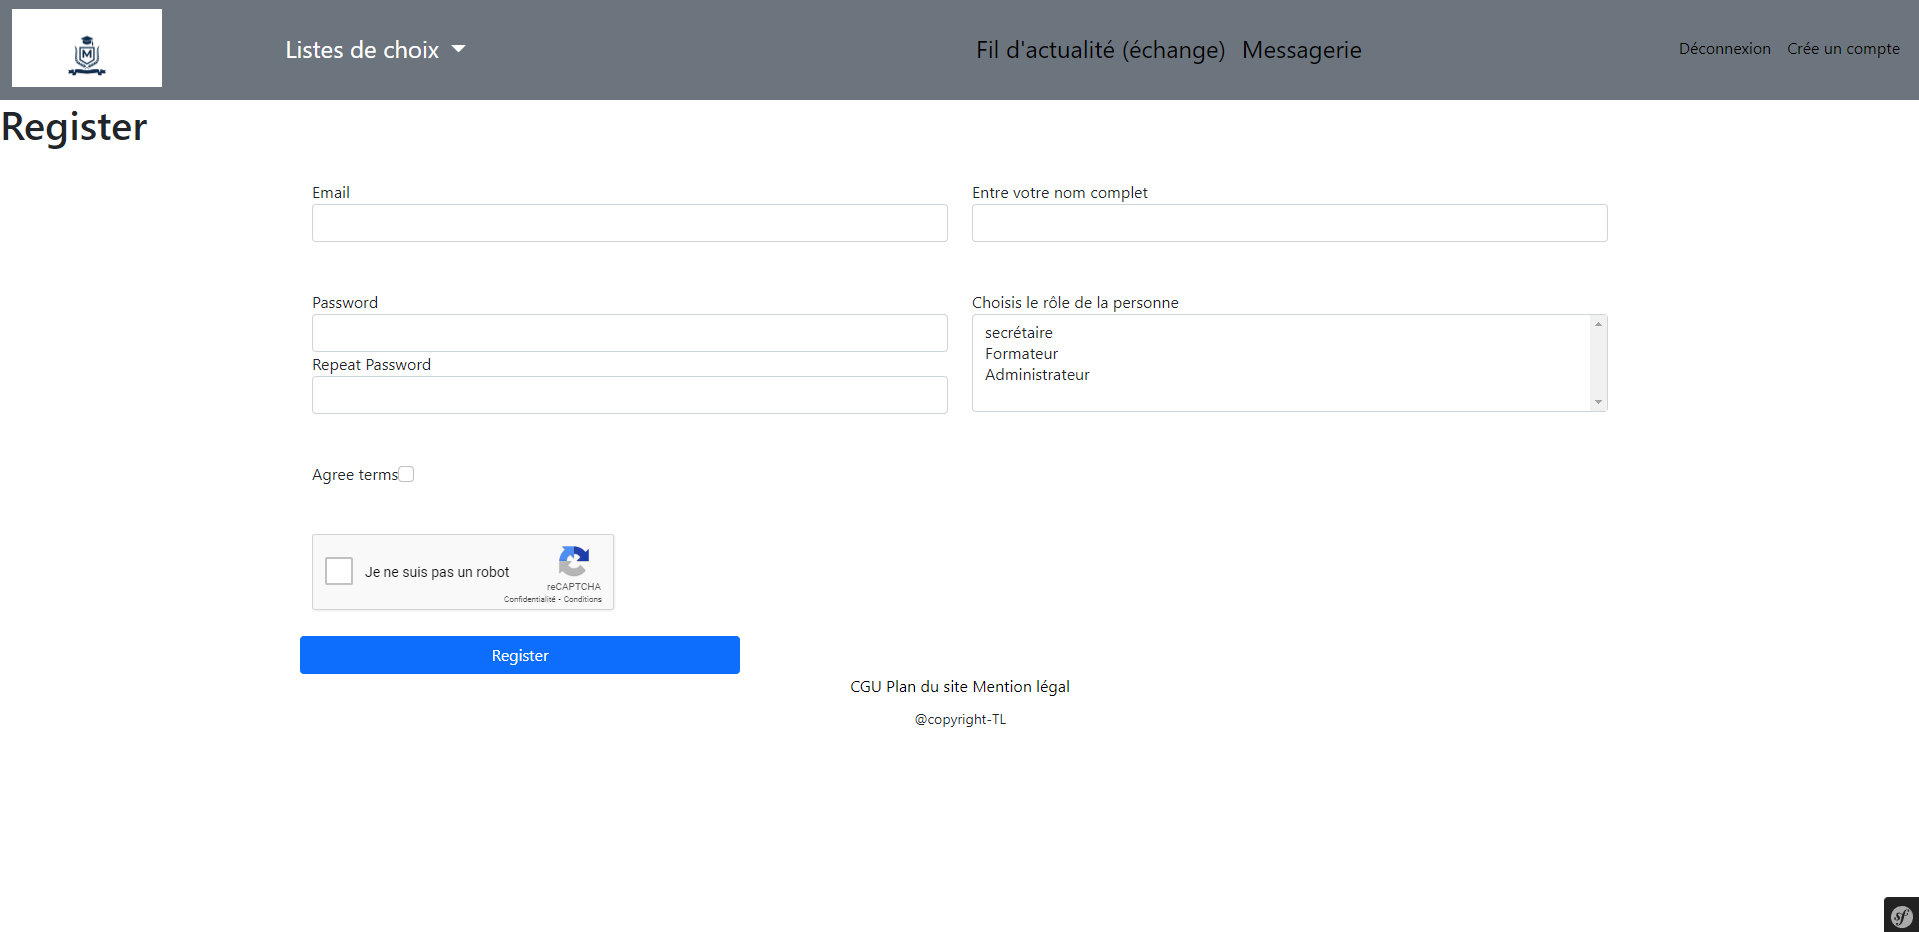 M
Listes de choix
Fil d'actualité (échange) Messagerie
Déconnexion Crée un compte
Register
Email
Entre votre nom complet
Password
Choisis le rôle de la personne
secrétaire
Formateur
Administrateur
Repeat Password
Agree terms
Je ne suis pas un robot
reCAPTCHA
Confidentialité - Conditions
Register
CGU Plan du site Mention légal
@copyright-TL
sf